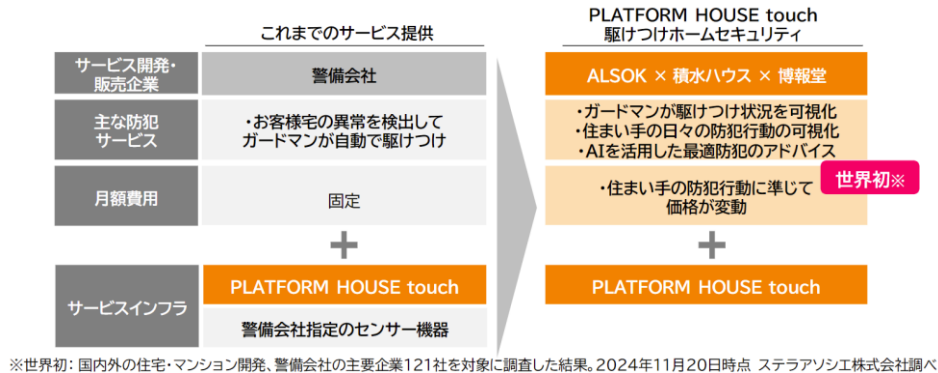 これまでのサービス提供
PLATFORM HOUSE touch
駆けつけホームセキュリティ
サービス開発・
販売企業
警備会社
ALSOK × 積水ハウス × 博報堂
主な防犯
サービス
・お客様宅の異常を検出して
ガードマンが自動で駆けつけ
・ガードマンが駆けつけ状況を可視化
・住まい手の日々の防犯行動の可視化
・AIを活用した最適防犯のアドバイス
月額費用
固定
世界初※
・住まい手の防犯行動に準じて
価格が変動
+
+
サービスインフラ
PLATFORM HOUSE touch
警備会社指定のセンサー機器
PLATFORM HOUSE touch
※世界初： 国内外の住宅・マンション開発、警備会社の主要企業121社を対象に調査した結果。2024年11月20日時点 ステラアソシエ株式会社調べ